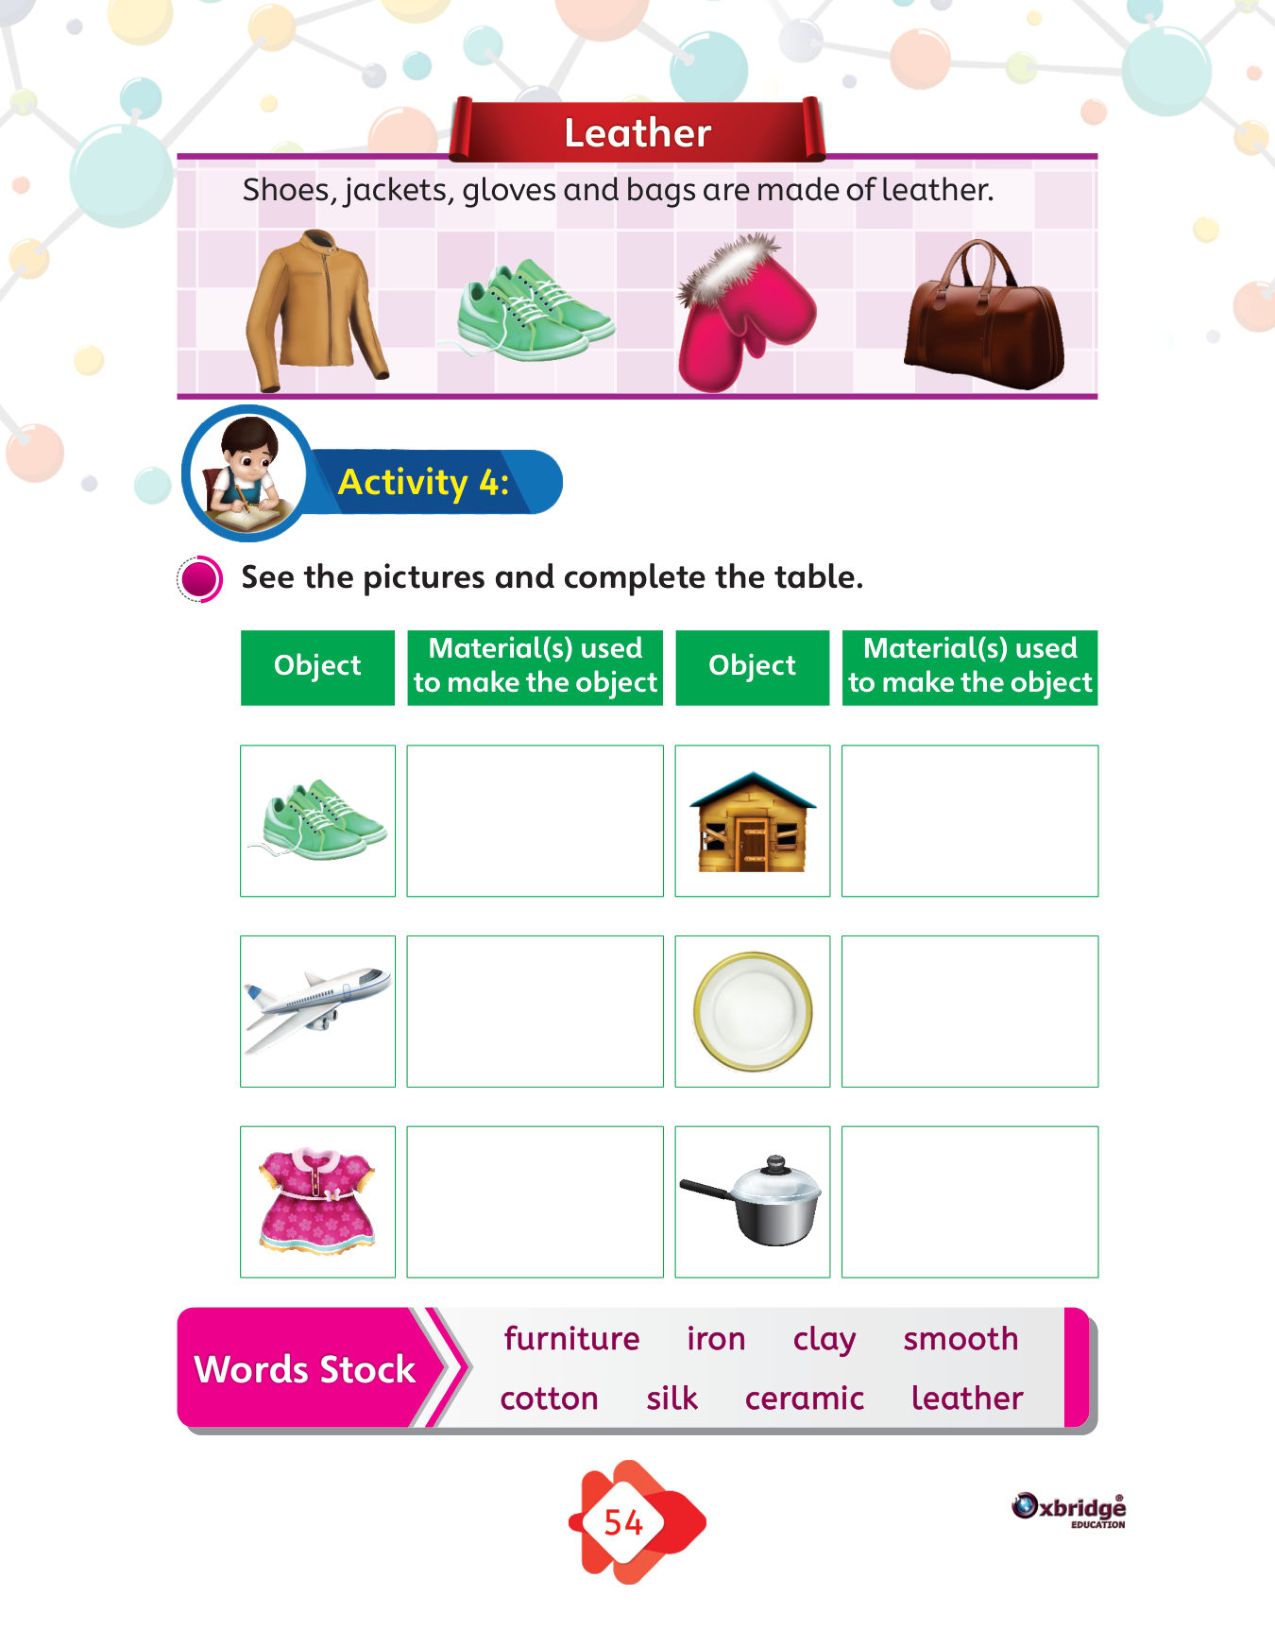 Leather
Shoes, jackets, gloves and bags are made of leather.
Activity 4:
See the pictures and complete the table.
Object
Material(s) used
to make the object
Object
Material(s) used
to make the object
Words Stock
furniture iron clay smooth
cotton silk ceramic leather
54
Oxbridge®
EDUCATION